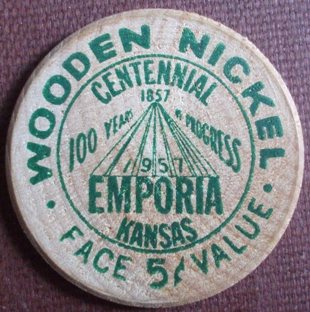 WOODEN NICKEL
CENTENNIAL
1857
100 YEARS OF PROGRESS
1957
EMPORIA
KANSAS
• FACE 5¢ VALUE •